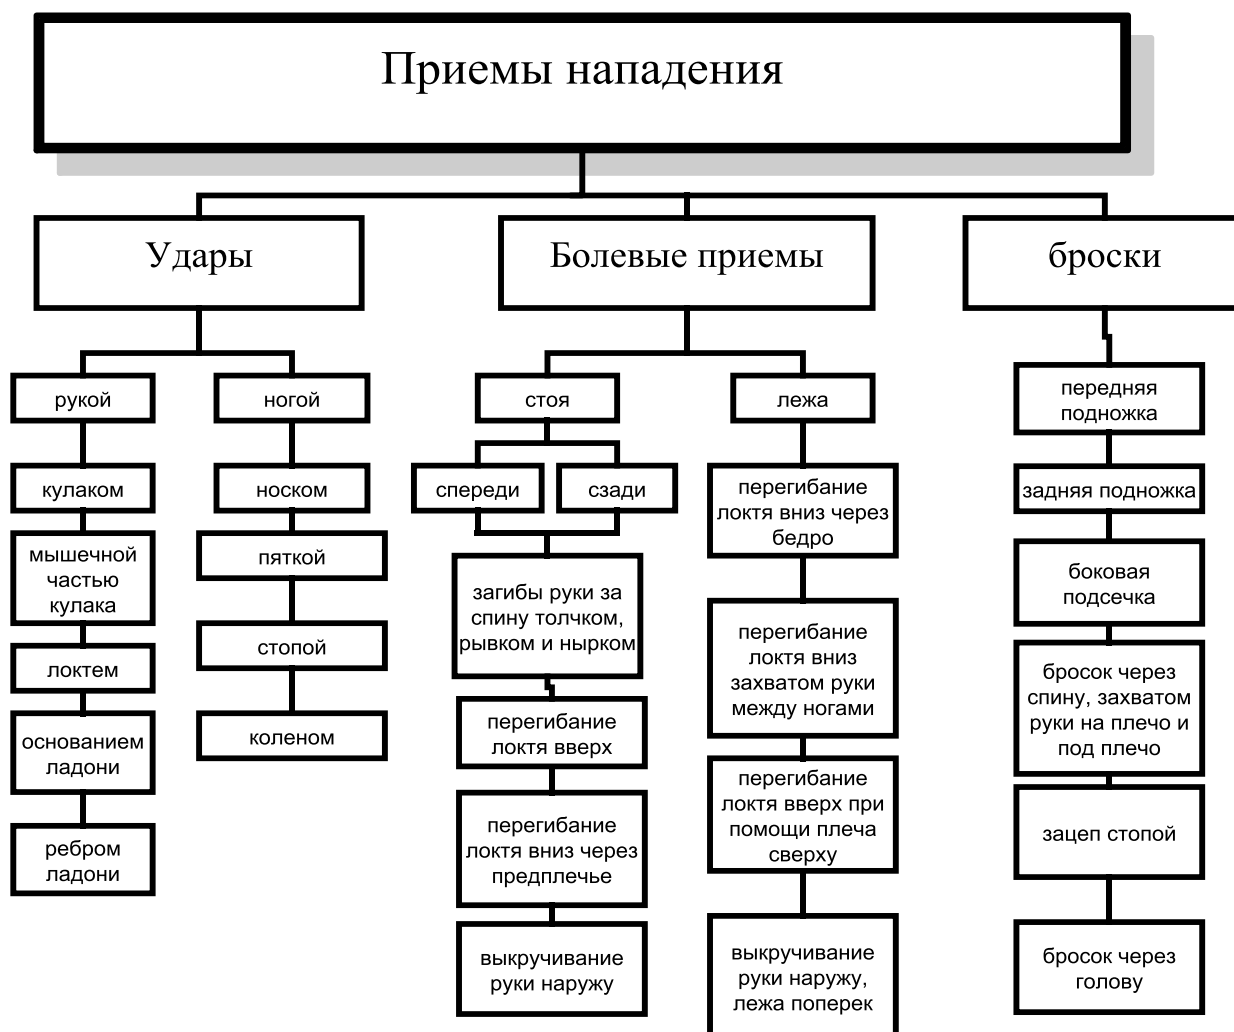 Приемы нападения
Удары
Болевые приемы
броски
рукой
ногой
стоя
лежа
передняя
подножка
кулаком
носком
спереди
сзади
перегибание
локтя вниз через
бедро
задняя подножка
мышечной
частью
кулака
пяткой
загибы руки за
спину толчком,
рывком и нырком
боковая
подсечка
локтем
стопой
перегибание
локтя вниз
захватом руки
между ногами
бросок через
спину, захватом
руки на плечо и
под плечо
основанием
ладони
коленом
перегибание
локтя вверх
перегибание
локтя вверх при
помощи плеча
сверху
зацеп стопой
ребром
ладони
перегибание
локтя вниз через
предплечье
выкручивание
руки наружу
выкручивание
руки наружу,
лежа поперек
бросок через
голову